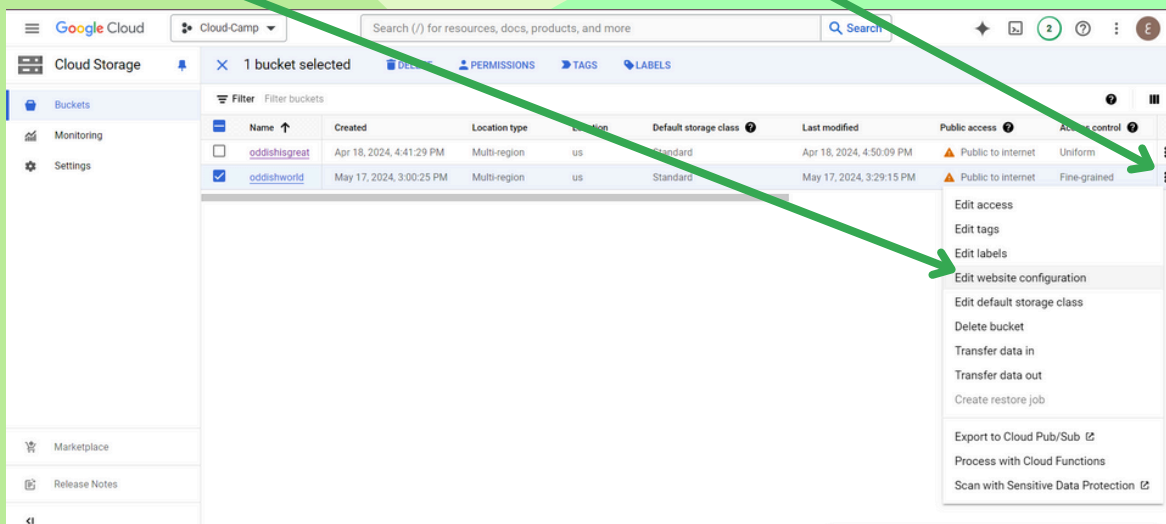 Google Cloud
Cloud-Camp
Search (/) for resources, docs, products, and more
Search
2
ε
Cloud Storage
1 bucket selected
DELETE
PERMISSIONS
TAGS
LABELS
Buckets
Monitoring
Settings
Filter Filter buckets
Name ↑ Created Location type Location Default storage class Last modified Public access Access control
oddishisgreat Apr 18, 2024, 4:41:29 PM Multi-region us Standard Apr 18, 2024, 4:50:09 PM Public to internet Uniform
oddishworld May 17, 2024, 3:00:25 PM Multi-region us Standard May 17, 2024, 3:29:15 PM Public to internet Fine-grained
Edit access
Edit tags
Edit labels
Edit website configuration
Edit default storage class
Delete bucket
Transfer data in
Transfer data out
Create restore job
Export to Cloud Pub/Sub
Process with Cloud Functions
Scan with Sensitive Data Protection
Marketplace
Release Notes